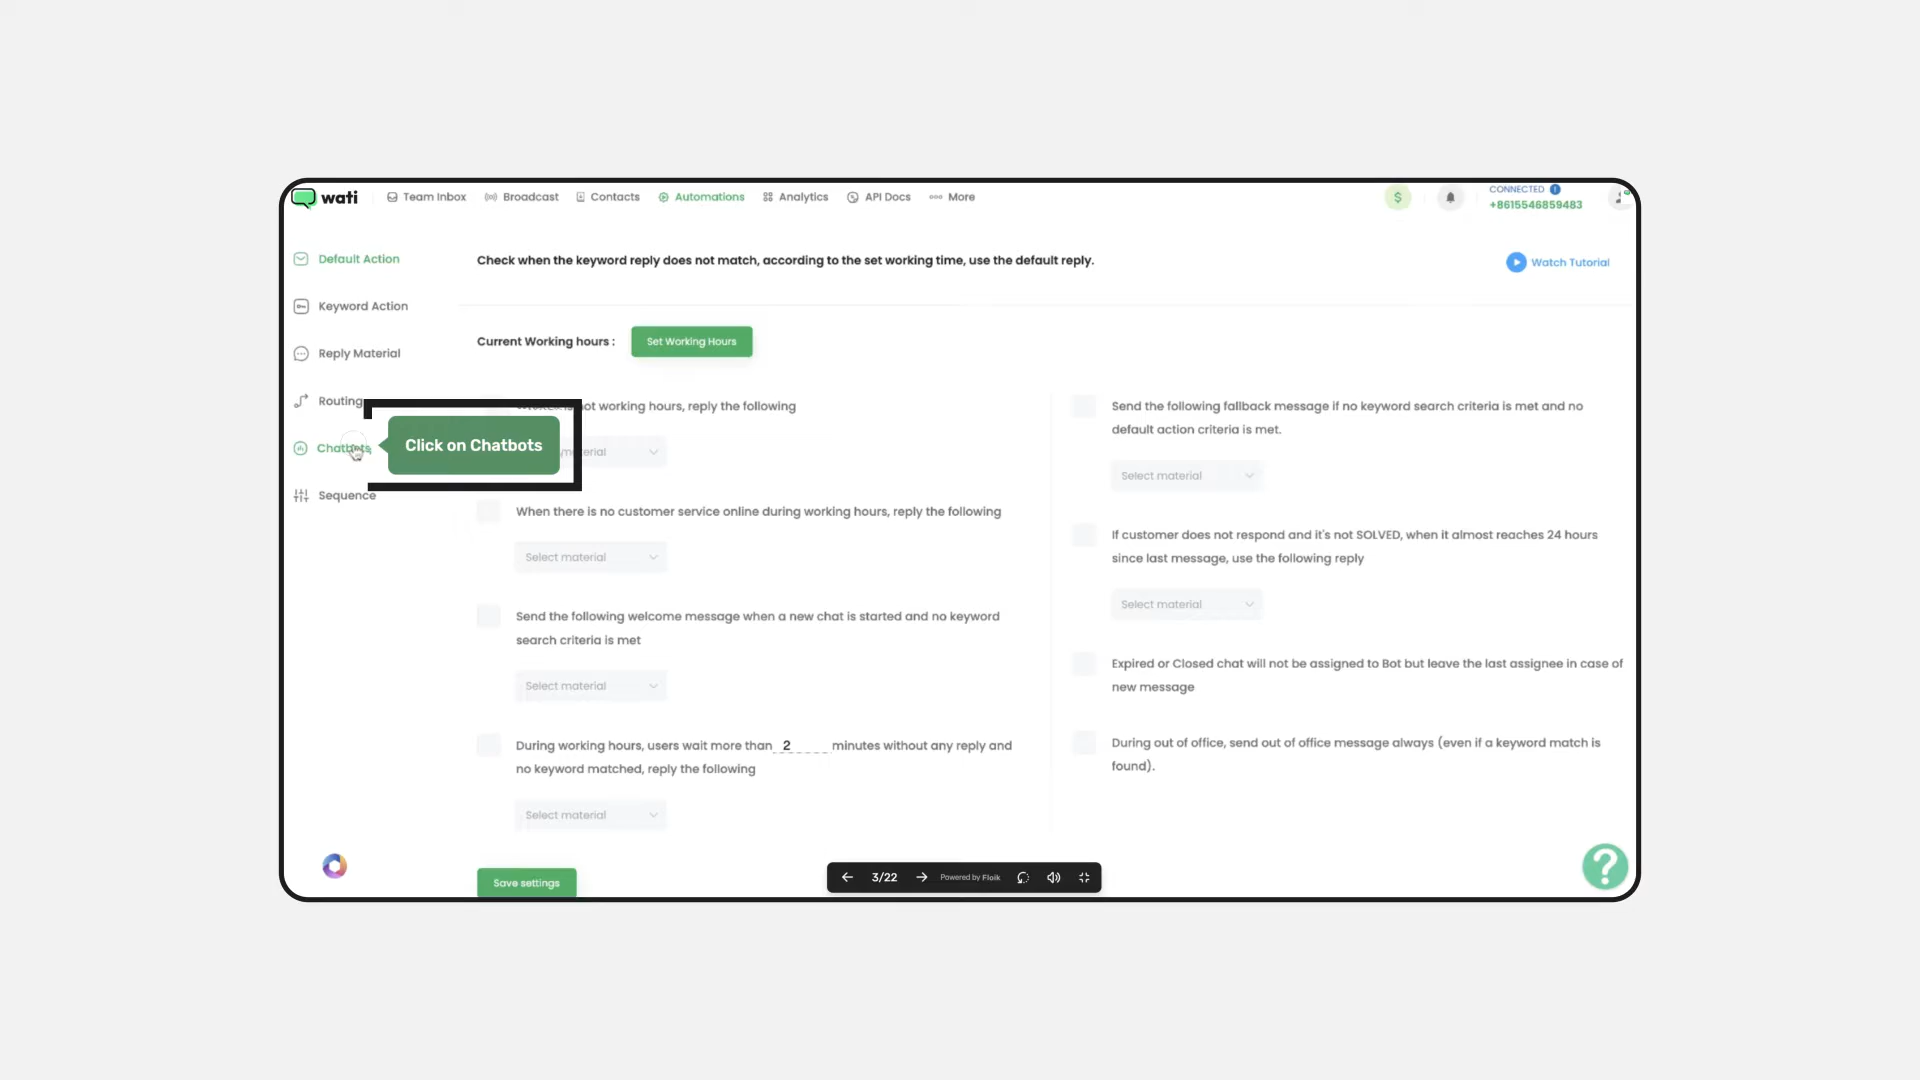 wati
Team Inbox
Broadcast
Contacts
Automations
Analytics
API Docs
More
$
CONNECTED
+8615546859483
Default Action
Keyword Action
Reply Material
Routing
Chatbots
Sequence
Click on Chatbots
Check when the keyword reply does not match, according to the set working time, use the default reply.
Watch Tutorial
Current Working hours :
Set Working Hours
not working hours, reply the following
When there is no customer service online during working hours, reply the following
Select material
Send the following welcome message when a new chat is started and no keyword
search criteria is met
Select material
During working hours, users wait more than 2 minutes without any reply and
no keyword matched, reply the following
Select material
Save settings
Send the following fallback message if no keyword search criteria is met and no
default action criteria is met.
Select material
If customer does not respond and it's not SOLVED, when it almost reaches 24 hours
since last message, use the following reply
Select material
Expired or Closed chat will not be assigned to Bot but leave the last assignee in case of
new message
During out of office, send out of office message always (even if a keyword match is
found).
3/22
Powered by Floik
?